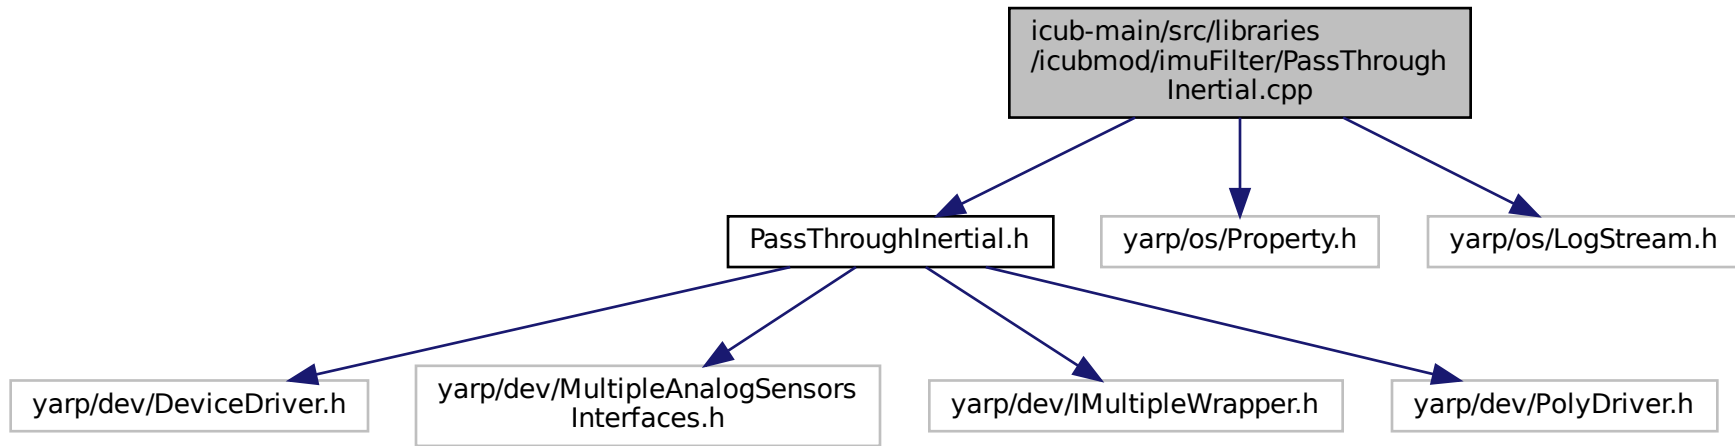 icub-main/src/libraries
/icubmod/imuFilter/PassThrough
Inertial.cpp
PassThroughInertial.h
yarp/os/Property.h
yarp/os/LogStream.h
yarp/dev/DeviceDriver.h
yarp/dev/MultipleAnalogSensors
Interfaces.h
yarp/dev/IMultipleWrapper.h
yarp/dev/PolyDriver.h